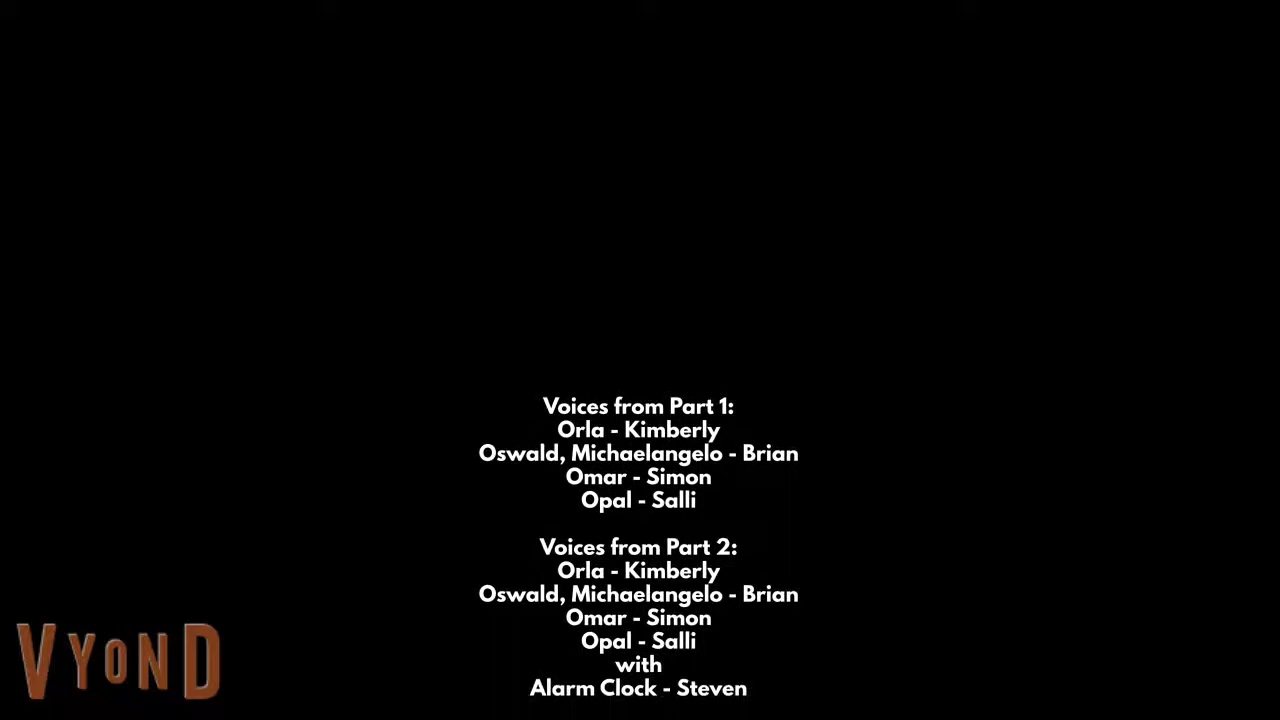 Voices from Part 1:
Orla - Kimberly
Oswald, Michaelangelo - Brian
Omar - Simon
Opal - Salli
Voices from Part 2:
Orla - Kimberly
Oswald, Michaelangelo - Brian
Omar - Simon
Opal - Salli
with
Alarm Clock - Steven
VYOND